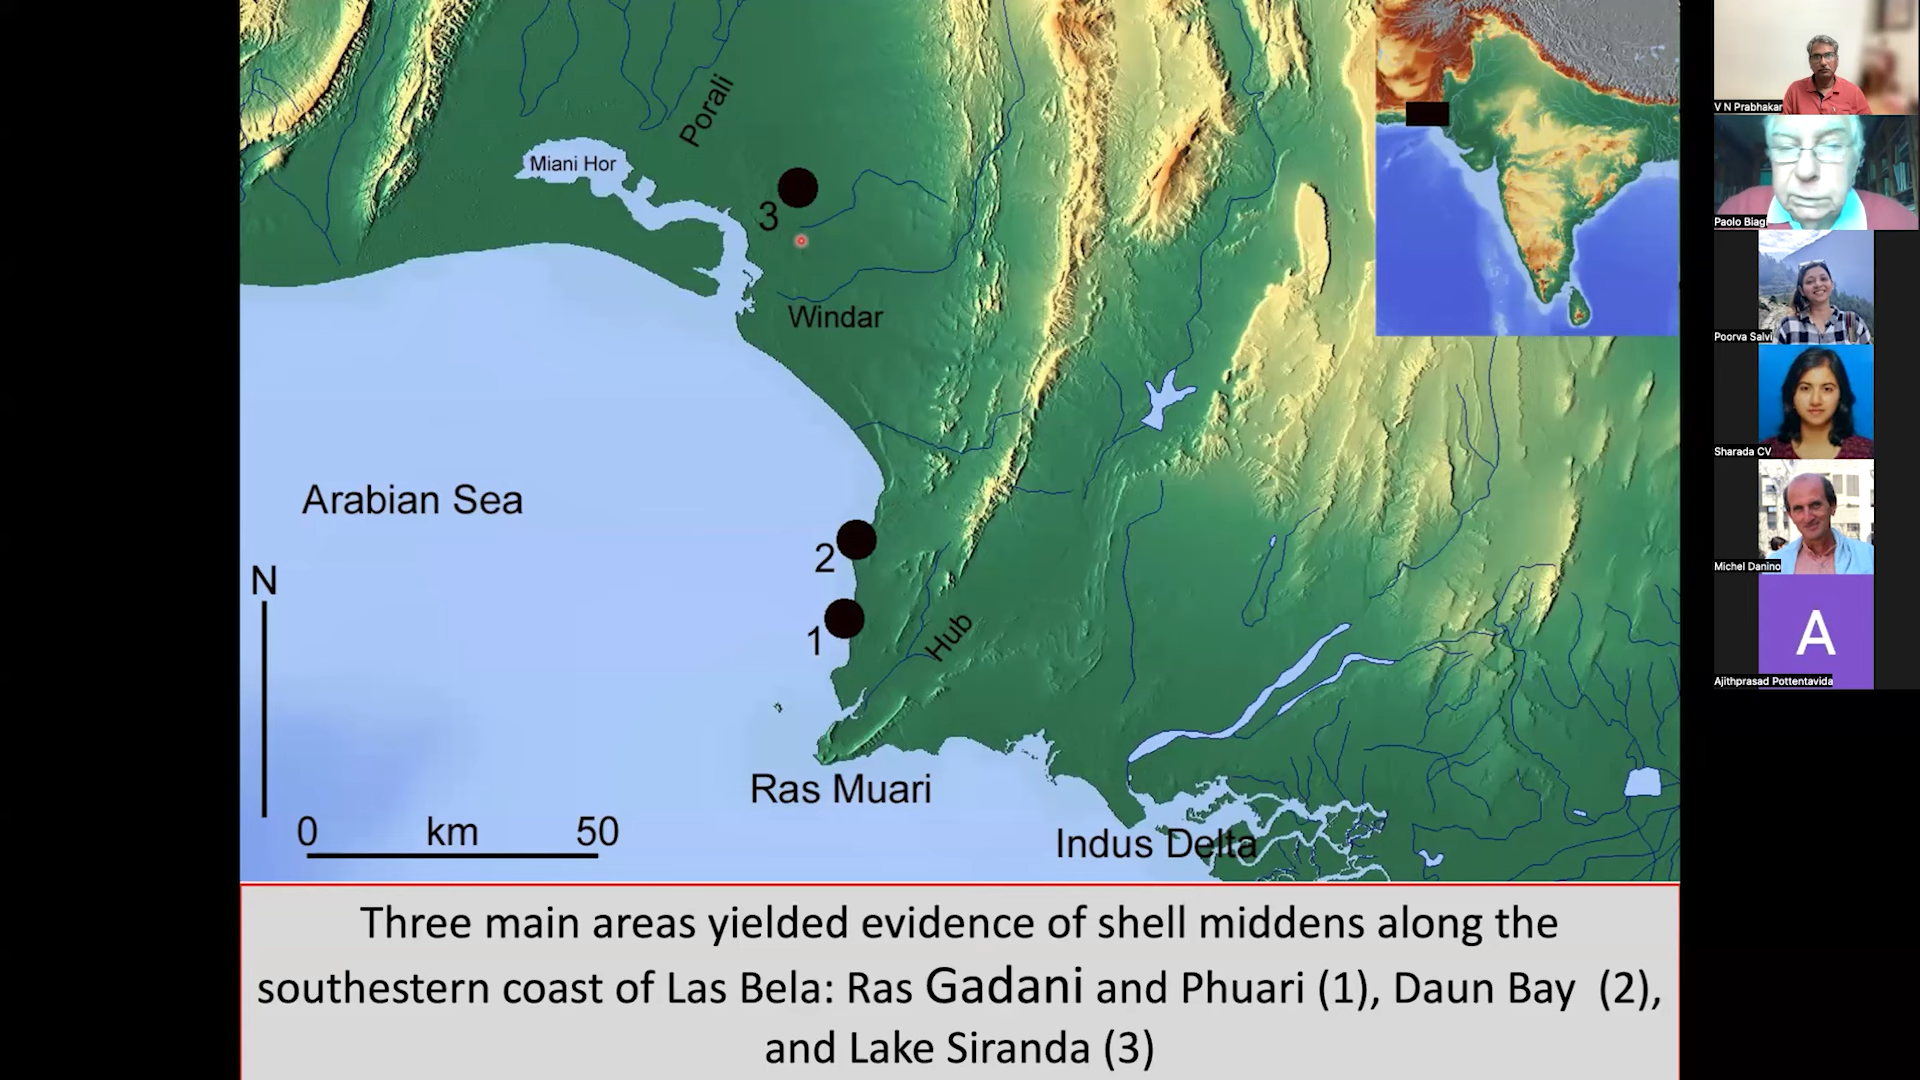 Porali
Miani Hor
3
Windar
Arabian Sea
2
N
1
Hub
Ras Muari
0 km 50
Indus Delta
Three main areas yielded evidence of shell middens along the
southestern coast of Las Bela: Ras Gadani and Phuari (1), Daun Bay (2),
and Lake Siranda (3)
V N Prabhakar
Paolo Biagi
Poorva Salvi
Sharada CV
Michel Danino
A
Ajithprasad Pottentavida